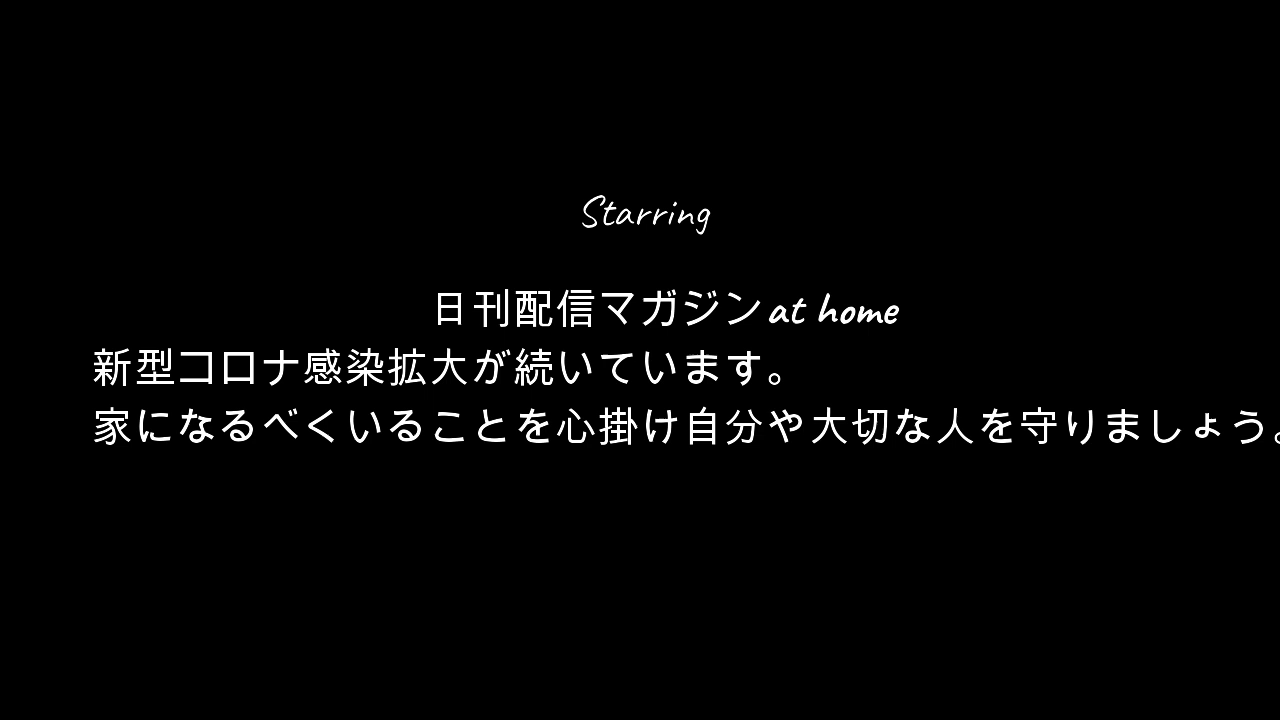 Starring
日刊配信マガジンat home
新型コロナ感染拡大が続いています。
家になるべくいることを心掛け自分や大切な人を守りましょう。